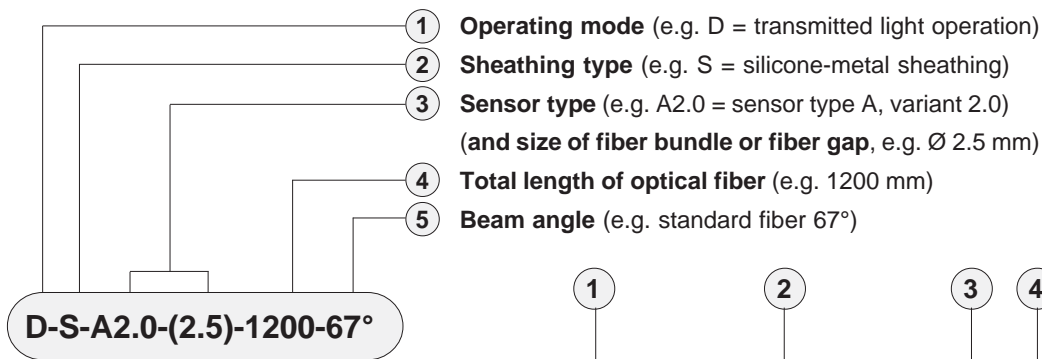 1 Operating mode (e.g. D = transmitted light operation)
2 Sheathing type (e.g. S = silicone-metal sheathing)
3 Sensor type (e.g. A2.0 = sensor type A, variant 2.0)
(and size of fiber bundle or fiber gap, e.g. Ø 2.5 mm)
4 Total length of optical fiber (e.g. 1200 mm)
5 Beam angle (e.g. standard fiber 67°)
1 2 3 4
D-S-A2.0-(2.5)-1200-67°